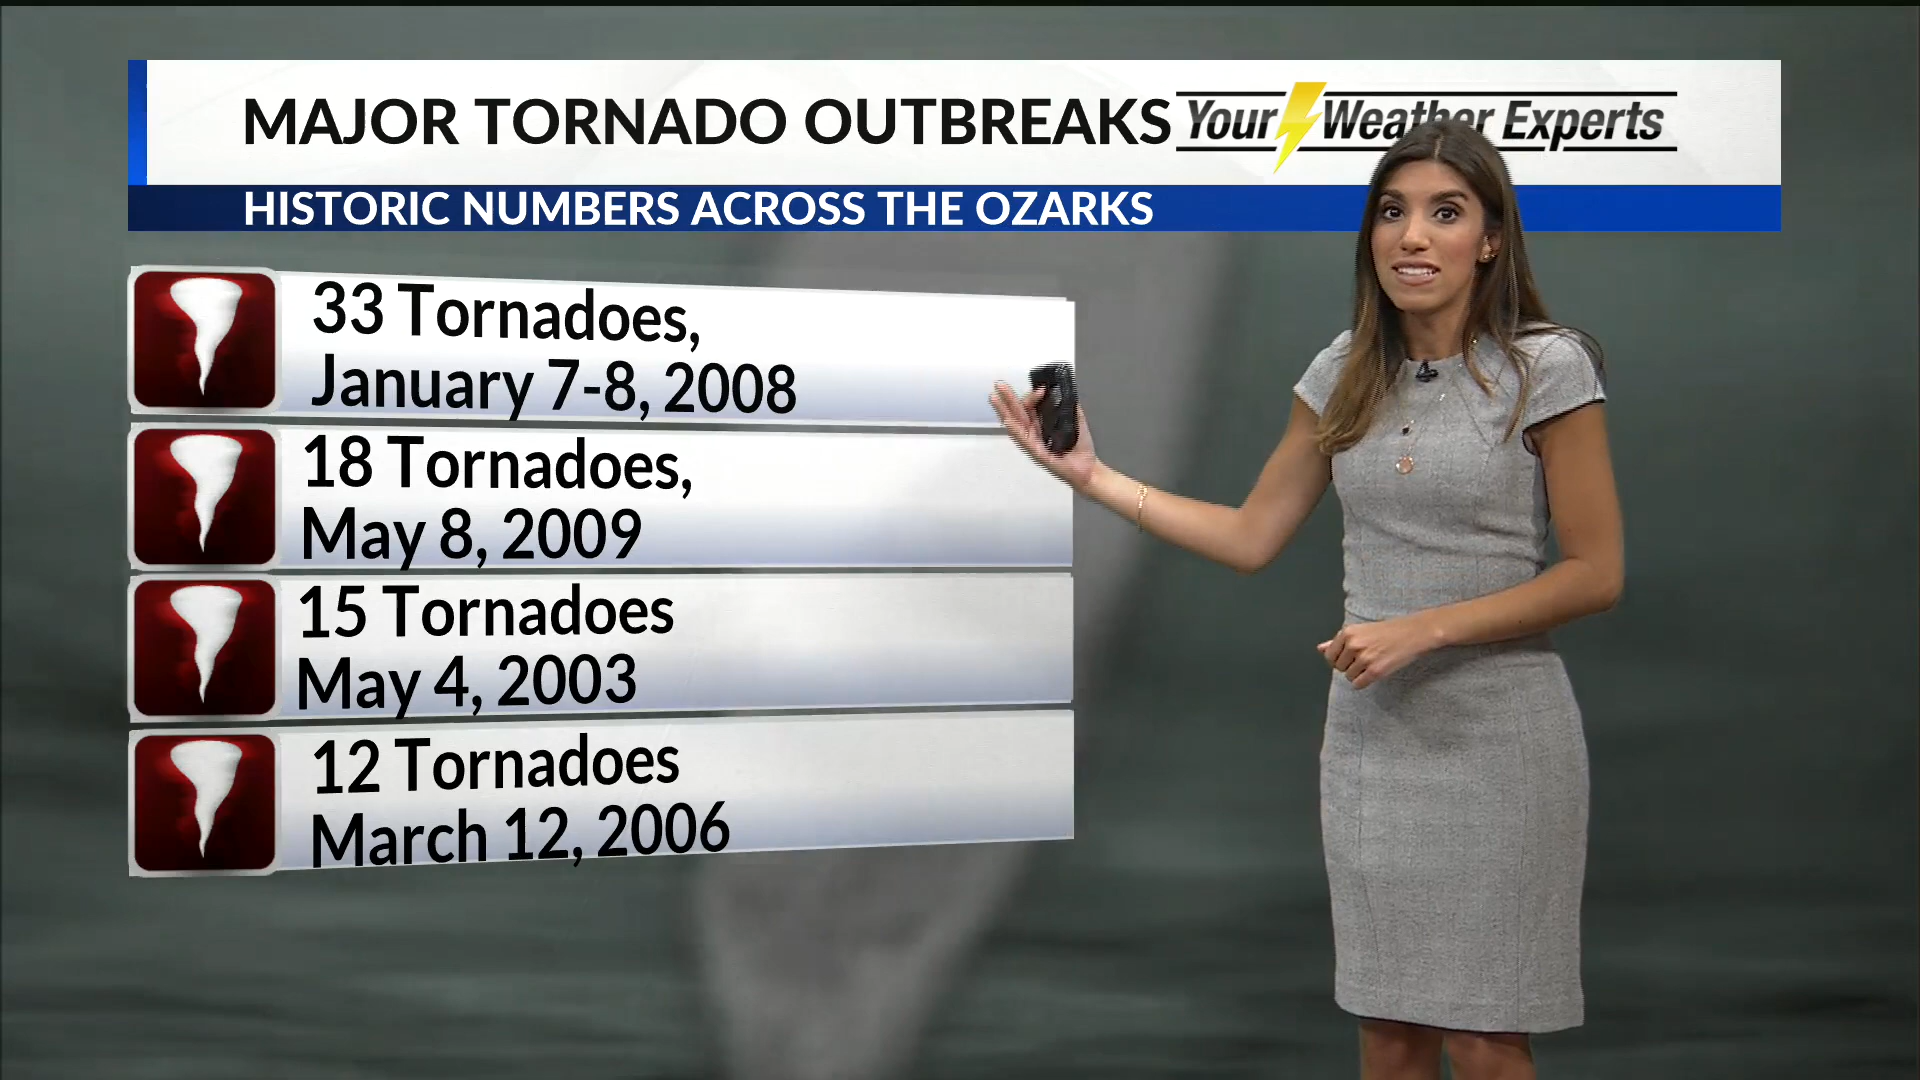 MAJOR TORNADO OUTBREAKS
Your Weather Experts
HISTORIC NUMBERS ACROSS THE OZARKS
33 Tornadoes,
January 7-8, 2008
18 Tornadoes,
May 8, 2009
15 Tornadoes
May 4, 2003
12 Tornadoes
March 12, 2006